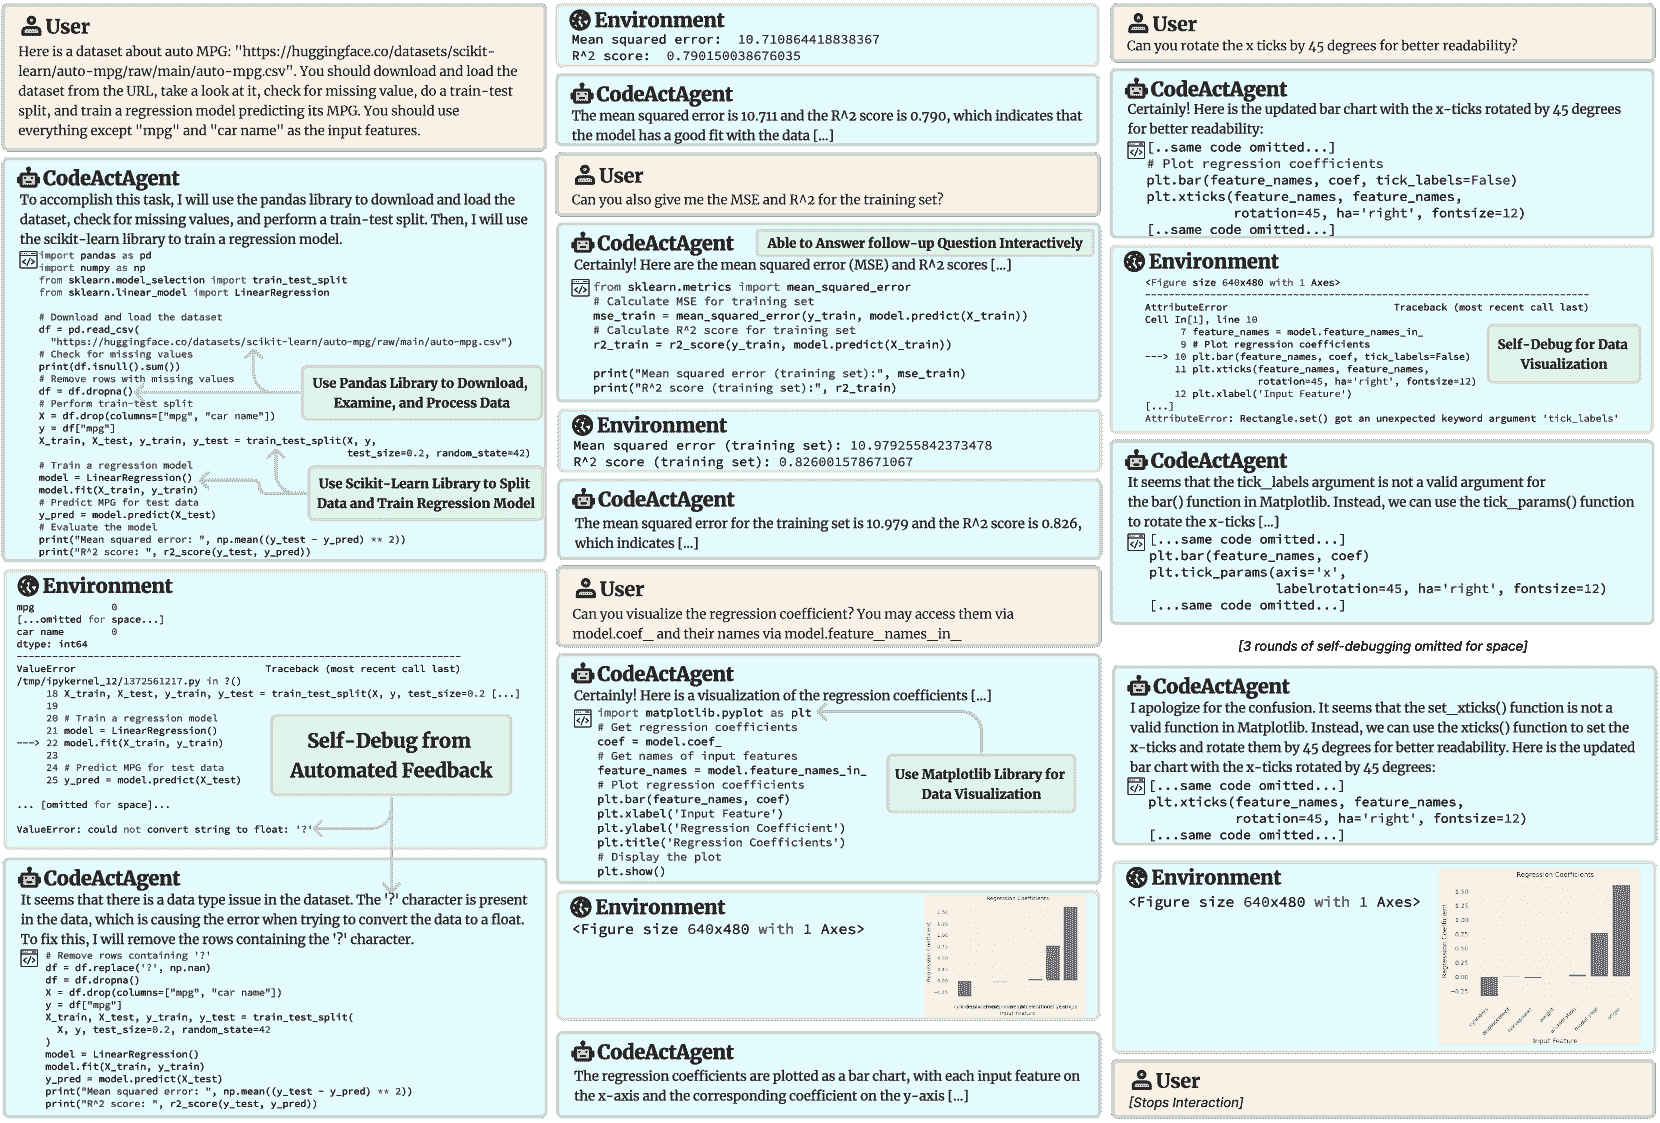 User
Here is a dataset about auto MPG: "https://huggingface.co/datasets/scikit-
learn/auto-mpg/raw/main/auto-mpg.csv". You should download and load the
dataset from the URL, take a look at it, check for missing value, do a train-test
split, and train a regression model predicting its MPG. You should use
everything except "mpg" and "car name" as the input features.
CodeActAgent
To accomplish this task, I will use the pandas library to download and load the
dataset, check for missing values, and perform a train-test split. Then, I will use
the scikit-learn library to train a regression model.
import pandas as pd
import numpy as np
from sklearn.model_selection import train_test_split
from sklearn.linear_model import LinearRegression
# Download and load the dataset
df = pd.read_csv(
"https://huggingface.co/datasets/scikit-learn/auto-mpg/raw/main/auto-mpg.csv")
# Check for missing values
print(df.isnull().sum())
# Remove rows with missing values
df = df.dropna()
# Perform train-test split
X = df.drop(columns=["mpg", "car name"])
y = df["mpg"]
X_train, X_test, y_train, y_test = train_test_split(X, y,
test_size=0.2, random_state=42)
# Train a regression model
model = LinearRegression()
model.fit(X_train, y_train)
# Predict MPG for test data
y_pred = model.predict(X_test)
# Evaluate the model
print("Mean squared error: ", np.mean((y_test - y_pred) ** 2))
print("R^2 score: ", r2_score(y_test, y_pred))
Use Pandas Library to Download,
Examine, and Process Data
Use Scikit-Learn Library to Split
Data and Train Regression Model
Environment
mpg 0
[...omitted for space...]
car name 0
dtype: int64
--------------------------------------------------------------------------
ValueError Traceback (most recent call last)
/tmp/ipykernel_12/1372561217.py in ?()
18 X_train, X_test, y_train, y_test = train_test_split(X, y, test_size=0.2 [...]
19
20 # Train a regression model
21 model = LinearRegression()
---> 22 model.fit(X_train, y_train)
23
24 # Predict MPG for test data
25 y_pred = model.predict(X_test)
... [omitted for space]...
ValueError: could not convert string to float: '?'
Self-Debug from
Automated Feedback
CodeActAgent
It seems that there is a data type issue in the dataset. The '?' character is present
in the data, which is causing the error when trying to convert the data to a float.
To fix this, I will remove the rows containing the '?' character.
# Remove rows containing '?'
df = df.replace('?', np.nan)
df = df.dropna()
X = df.drop(columns=["mpg", "car name"])
y = df["mpg"]
X_train, X_test, y_train, y_test = train_test_split(
X, y, test_size=0.2, random_state=42
)
model = LinearRegression()
model.fit(X_train, y_train)
y_pred = model.predict(X_test)
print("Mean squared error: ", np.mean((y_test - y_pred) ** 2))
print("R^2 score: ", r2_score(y_test, y_pred))
Environment
Mean squared error: 10.710864418838367
R^2 score: 0.790150038676035
CodeActAgent
The mean squared error is 10.711 and the R^2 score is 0.790, which indicates that
the model has a good fit with the data [...]
User
Can you also give me the MSE and R^2 for the training set?
CodeActAgent
Able to Answer follow-up Question Interactively
Certainly! Here are the mean squared error (MSE) and R^2 scores [...]
from sklearn.metrics import mean_squared_error
# Calculate MSE for training set
mse_train = mean_squared_error(y_train, model.predict(X_train))
# Calculate R^2 score for training set
r2_train = r2_score(y_train, model.predict(X_train))
print("Mean squared error (training set):", mse_train)
print("R^2 score (training set):", r2_train)
Environment
Mean squared error (training set): 10.979255842373478
R^2 score (training set): 0.826001578671067
CodeActAgent
The mean squared error for the training set is 10.979 and the R^2 score is 0.826,
which indicates [...]
User
Can you visualize the regression coefficient? You may access them via
model.coef_ and their names via model.feature_names_in_
CodeActAgent
Certainly! Here is a visualization of the regression coefficients [...]
import matplotlib.pyplot as plt
# Get regression coefficients
coef = model.coef_
# Get names of input features
feature_names = model.feature_names_in_
# Plot regression coefficients
plt.bar(feature_names, coef)
plt.xlabel('Input Feature')
plt.ylabel('Regression Coefficient')
plt.title('Regression Coefficients')
# Display the plot
plt.show()
Use Matplotlib Library for
Data Visualization
Environment
<Figure size 640x480 with 1 Axes>
Regression Coefficients
Regression Coefficient
1.50
1.25
1.00
0.75
0.50
0.25
0.00
−0.25
Input Feature
CodeActAgent
The regression coefficients are plotted as a bar chart, with each input feature on
the x-axis and the corresponding coefficient on the y-axis [...]
User
Can you rotate the x ticks by 45 degrees for better readability?
CodeActAgent
Certainly! Here is the updated bar chart with the x-ticks rotated by 45 degrees
for better readability:
[..same code omitted...]
# Plot regression coefficients
plt.bar(feature_names, coef, tick_labels=False)
plt.xticks(feature_names, feature_names,
rotation=45, ha='right', fontsize=12)
[..same code omitted...]
Environment
<Figure size 640x480 with 1 Axes>
--------------------------------------------------------------------------
AttributeError Traceback (most recent call last)
Cell In[1], line 10
7 feature_names = model.feature_names_in_
9 # Plot regression coefficients
---> 10 plt.bar(feature_names, coef, tick_labels=False)
11 plt.xticks(feature_names, feature_names,
rotation=45, ha='right', fontsize=12)
12 plt.xlabel('Input Feature')
[...]
AttributeError: Rectangle.set() got an unexpected keyword argument 'tick_labels'
Self-Debug for Data
Visualization
CodeActAgent
It seems that the tick_labels argument is not a valid argument for
the bar() function in Matplotlib. Instead, we can use the tick_params() function
to rotate the x-ticks [...]
[...same code omitted...]
plt.bar(feature_names, coef)
plt.tick_params(axis='x',
labelrotation=45, ha='right', fontsize=12)
[...same code omitted...]
[3 rounds of self-debugging omitted for space]
CodeActAgent
I apologize for the confusion. It seems that the set_xticks() function is not a
valid function in Matplotlib. Instead, we can use the xticks() function to set the
x-ticks and rotate them by 45 degrees for better readability. Here is the updated
bar chart with the x-ticks rotated by 45 degrees:
[...same code omitted...]
plt.xticks(feature_names, feature_names,
rotation=45, ha='right', fontsize=12)
[...same code omitted...]
Environment
<Figure size 640x480 with 1 Axes>
Regression Coefficients
Regression Coefficient
1.50
1.25
1.00
0.75
0.50
0.25
0.00
−0.25
cylinders
displacement
horsepower
weight
acceleration
model year
origin
Input Feature
User
[Stops Interaction]